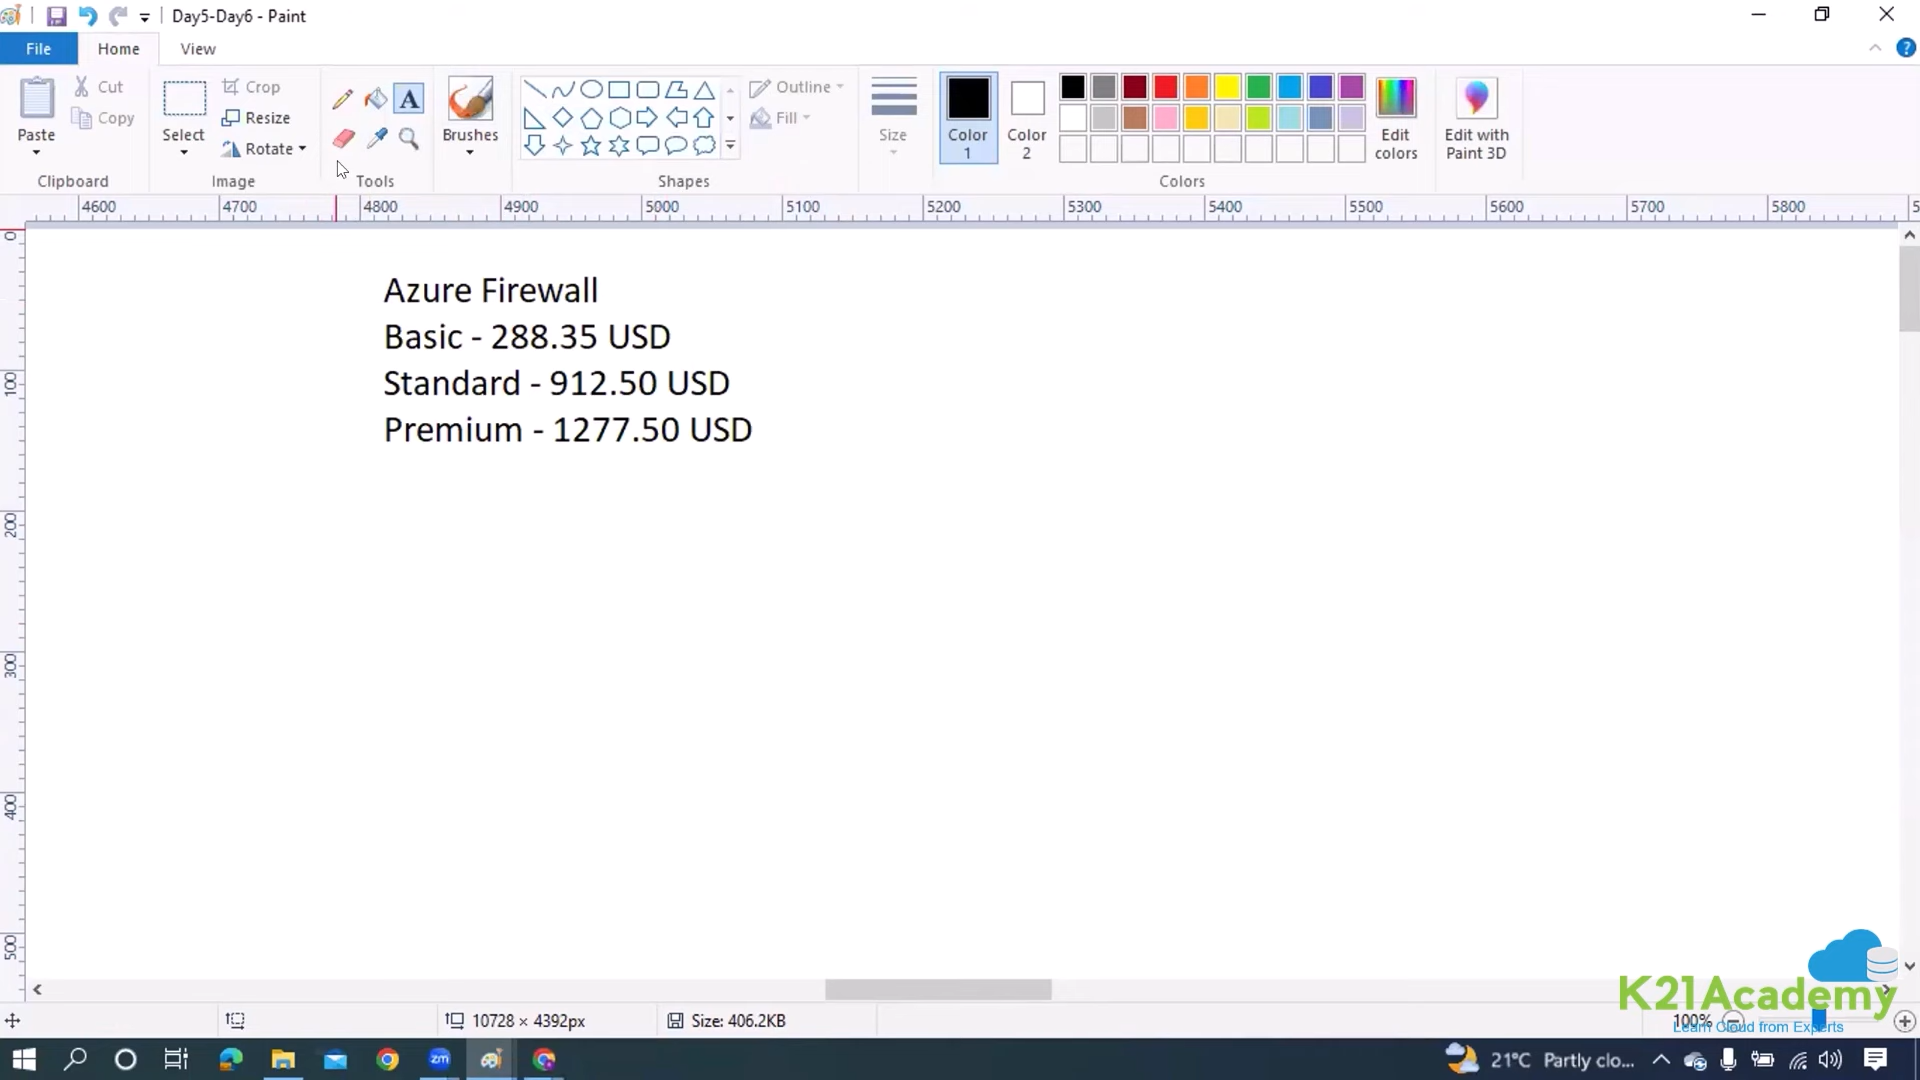 Day5-Day6 - Paint
File
Home
View
Paste
Cut
Copy
Clipboard
Select
Crop
Resize
Rotate
Image
A
Tools
Brushes
Shapes
Outline
Fill
Size
Color 1
Color 2
Colors
Edit colors
Edit with Paint 3D
4600 4700 4800 4900 5000 5100 5200 5300 5400 5500 5600 5700 5800 5
0
100
200
300
400
500
Azure Firewall
Basic - 288.35 USD
Standard - 912.50 USD
Premium - 1277.50 USD
K21Academy
Learn Cloud from Experts
10728 × 4392px
Size: 406.2KB
100%
zm
21°C Partly clo...